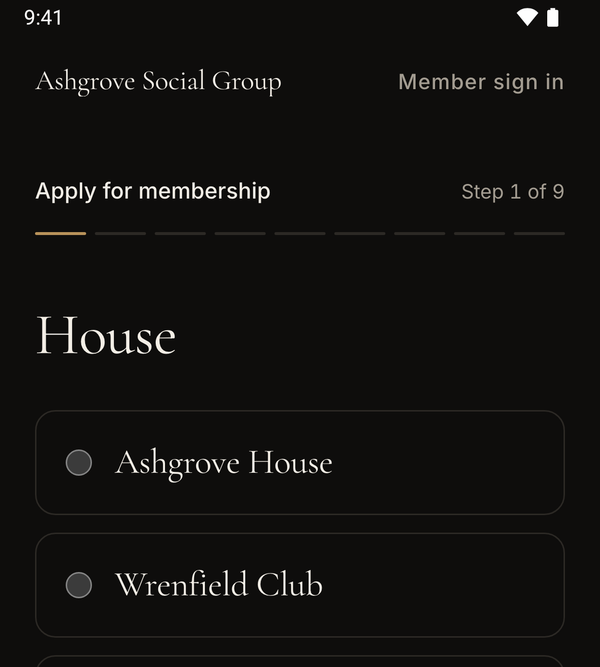 9:41
Ashgrove Social Group
Member sign in
Apply for membership
Step 1 of 9
House
Ashgrove House
Wrenfield Club